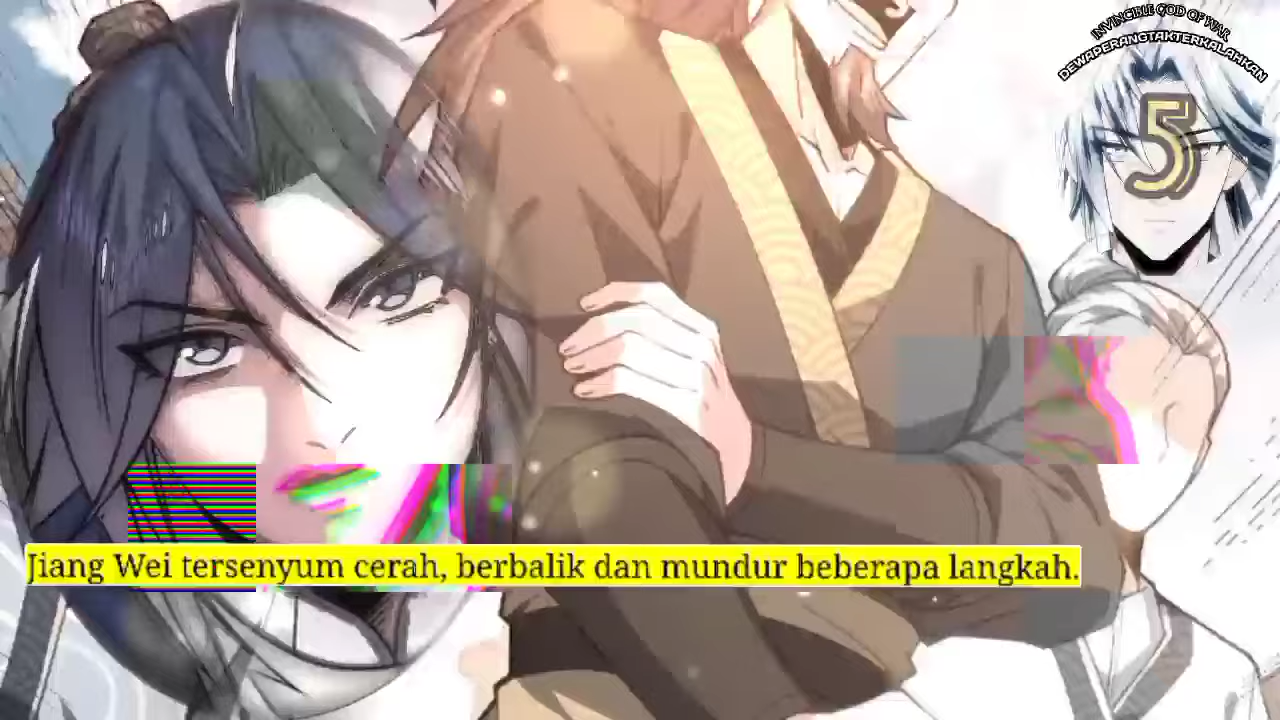 INVINCIBLE GOD OF WAR
DEWAPERANGTAKTERKALAHKAN
5
Jiang Wei tersenyum cerah, berbalik dan mundur beberapa langkah.